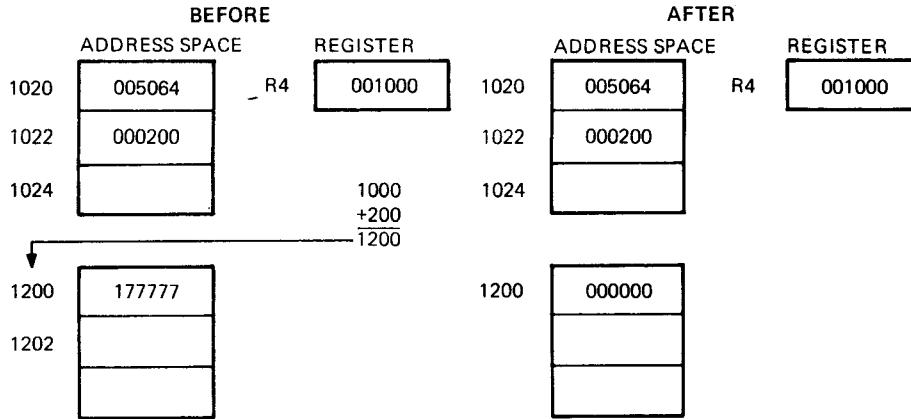 BEFORE AFTER
ADDRESS SPACE REGISTER ADDRESS SPACE REGISTER
1020 005064 R4 001000 1020 005064 R4 001000
1022 000200 1022 000200
1024 1000 1024
+200
1200
1200 177777 1200 000000
1202